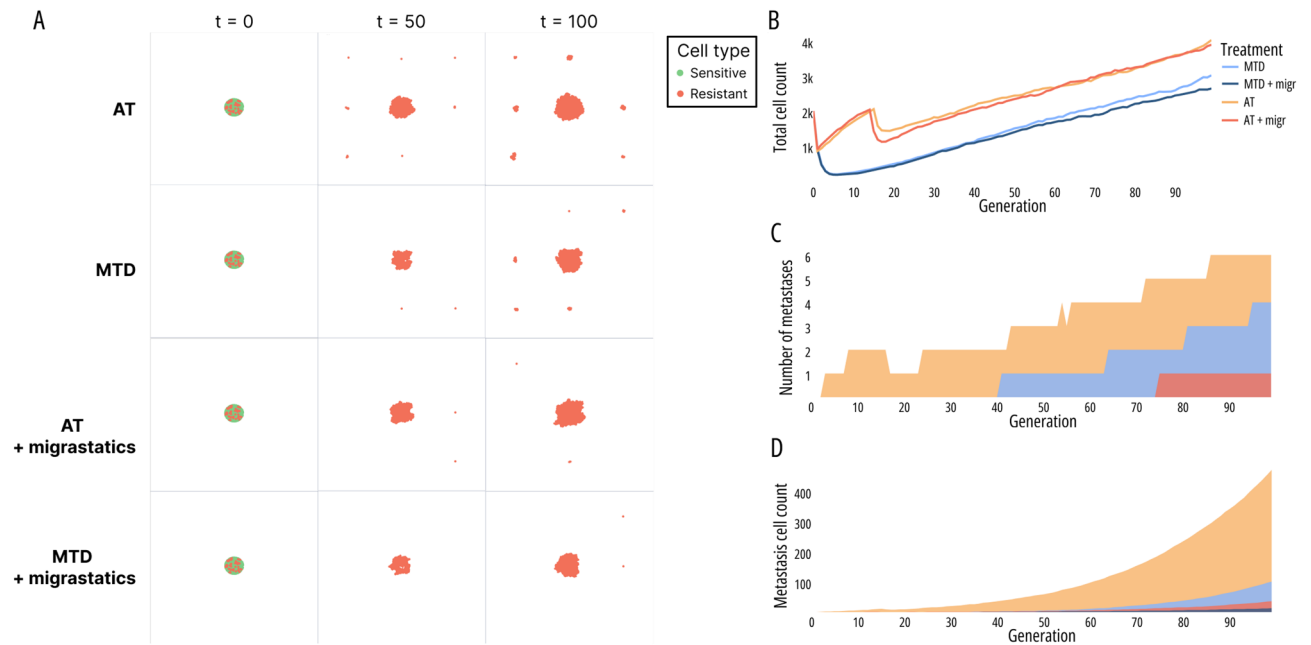 A
t = 0
t = 50
t = 100
Cell type
Sensitive
Resistant
AT
MTD
AT
+ migrastatics
MTD
+ migrastatics
B
Total cell count
4k
3k
2k
1k
0 10 20 30 40 50 60 70 80 90
Generation
Treatment
MTD
MTD + migr
AT
AT + migr
C
Number of metastases
6
5
4
3
2
1
0 10 20 30 40 50 60 70 80 90
Generation
D
Metastasis cell count
400
300
200
100
0 10 20 30 40 50 60 70 80 90
Generation